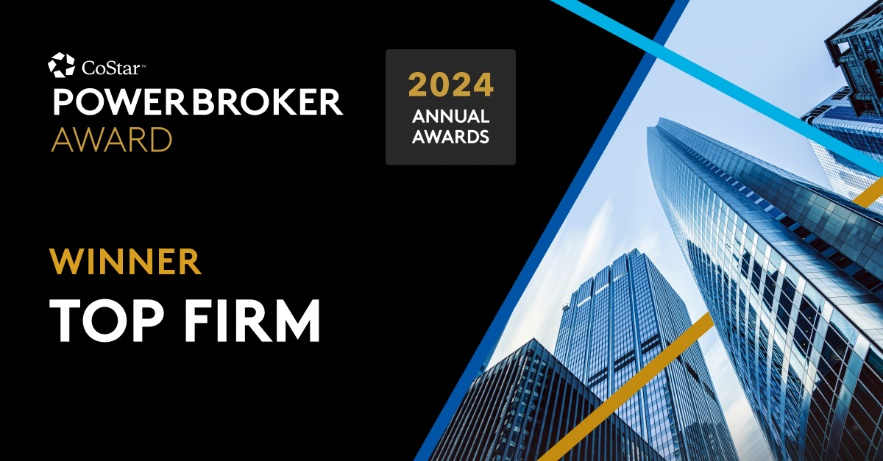 CoStar™
POWERBROKER
AWARD
2024
ANNUAL
AWARDS
WINNER
TOP FIRM